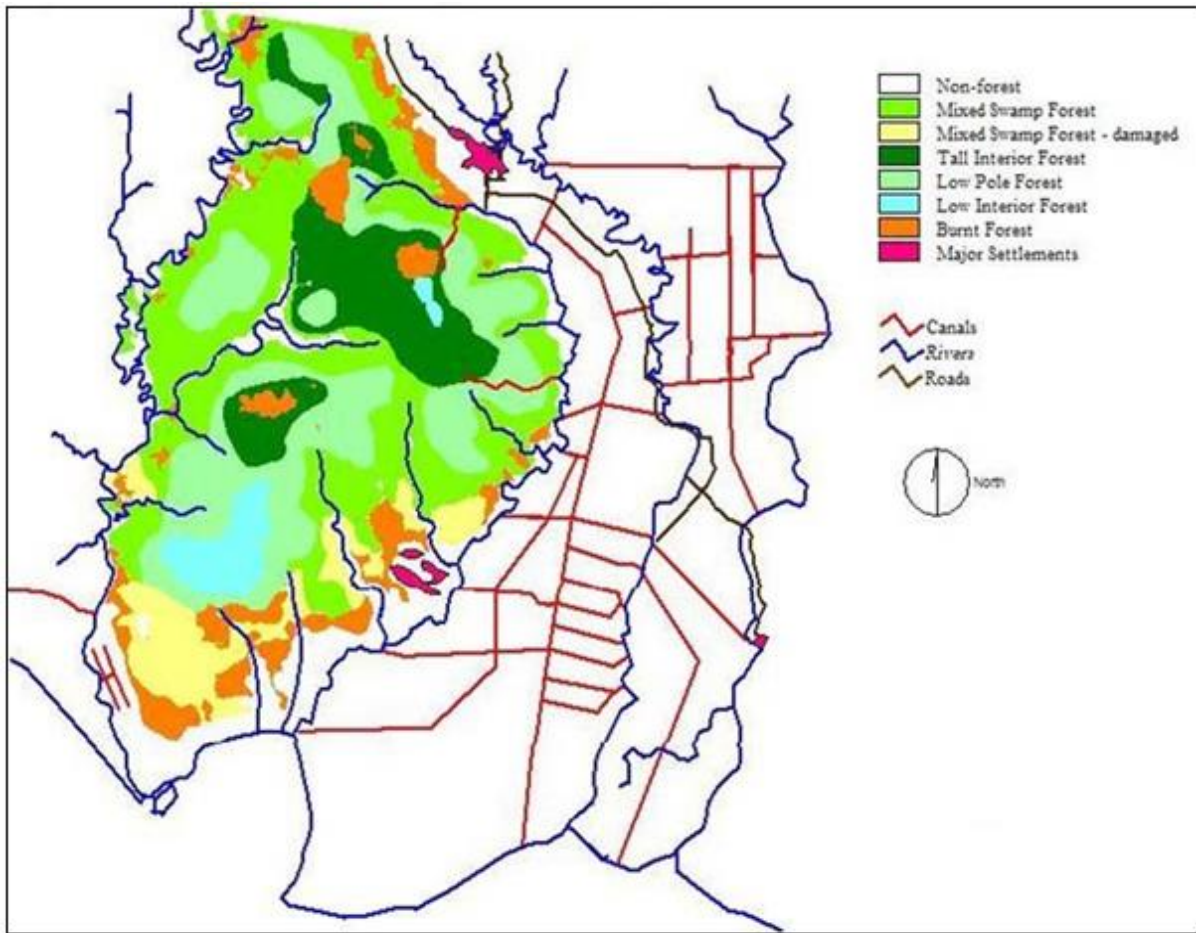 Non-forest
Mixed Swamp Forest
Mixed Swamp Forest - damaged
Tall Interior Forest
Low Pole Forest
Low Interior Forest
Burnt Forest
Major Settlements
Canals
Rivers
Roads
North